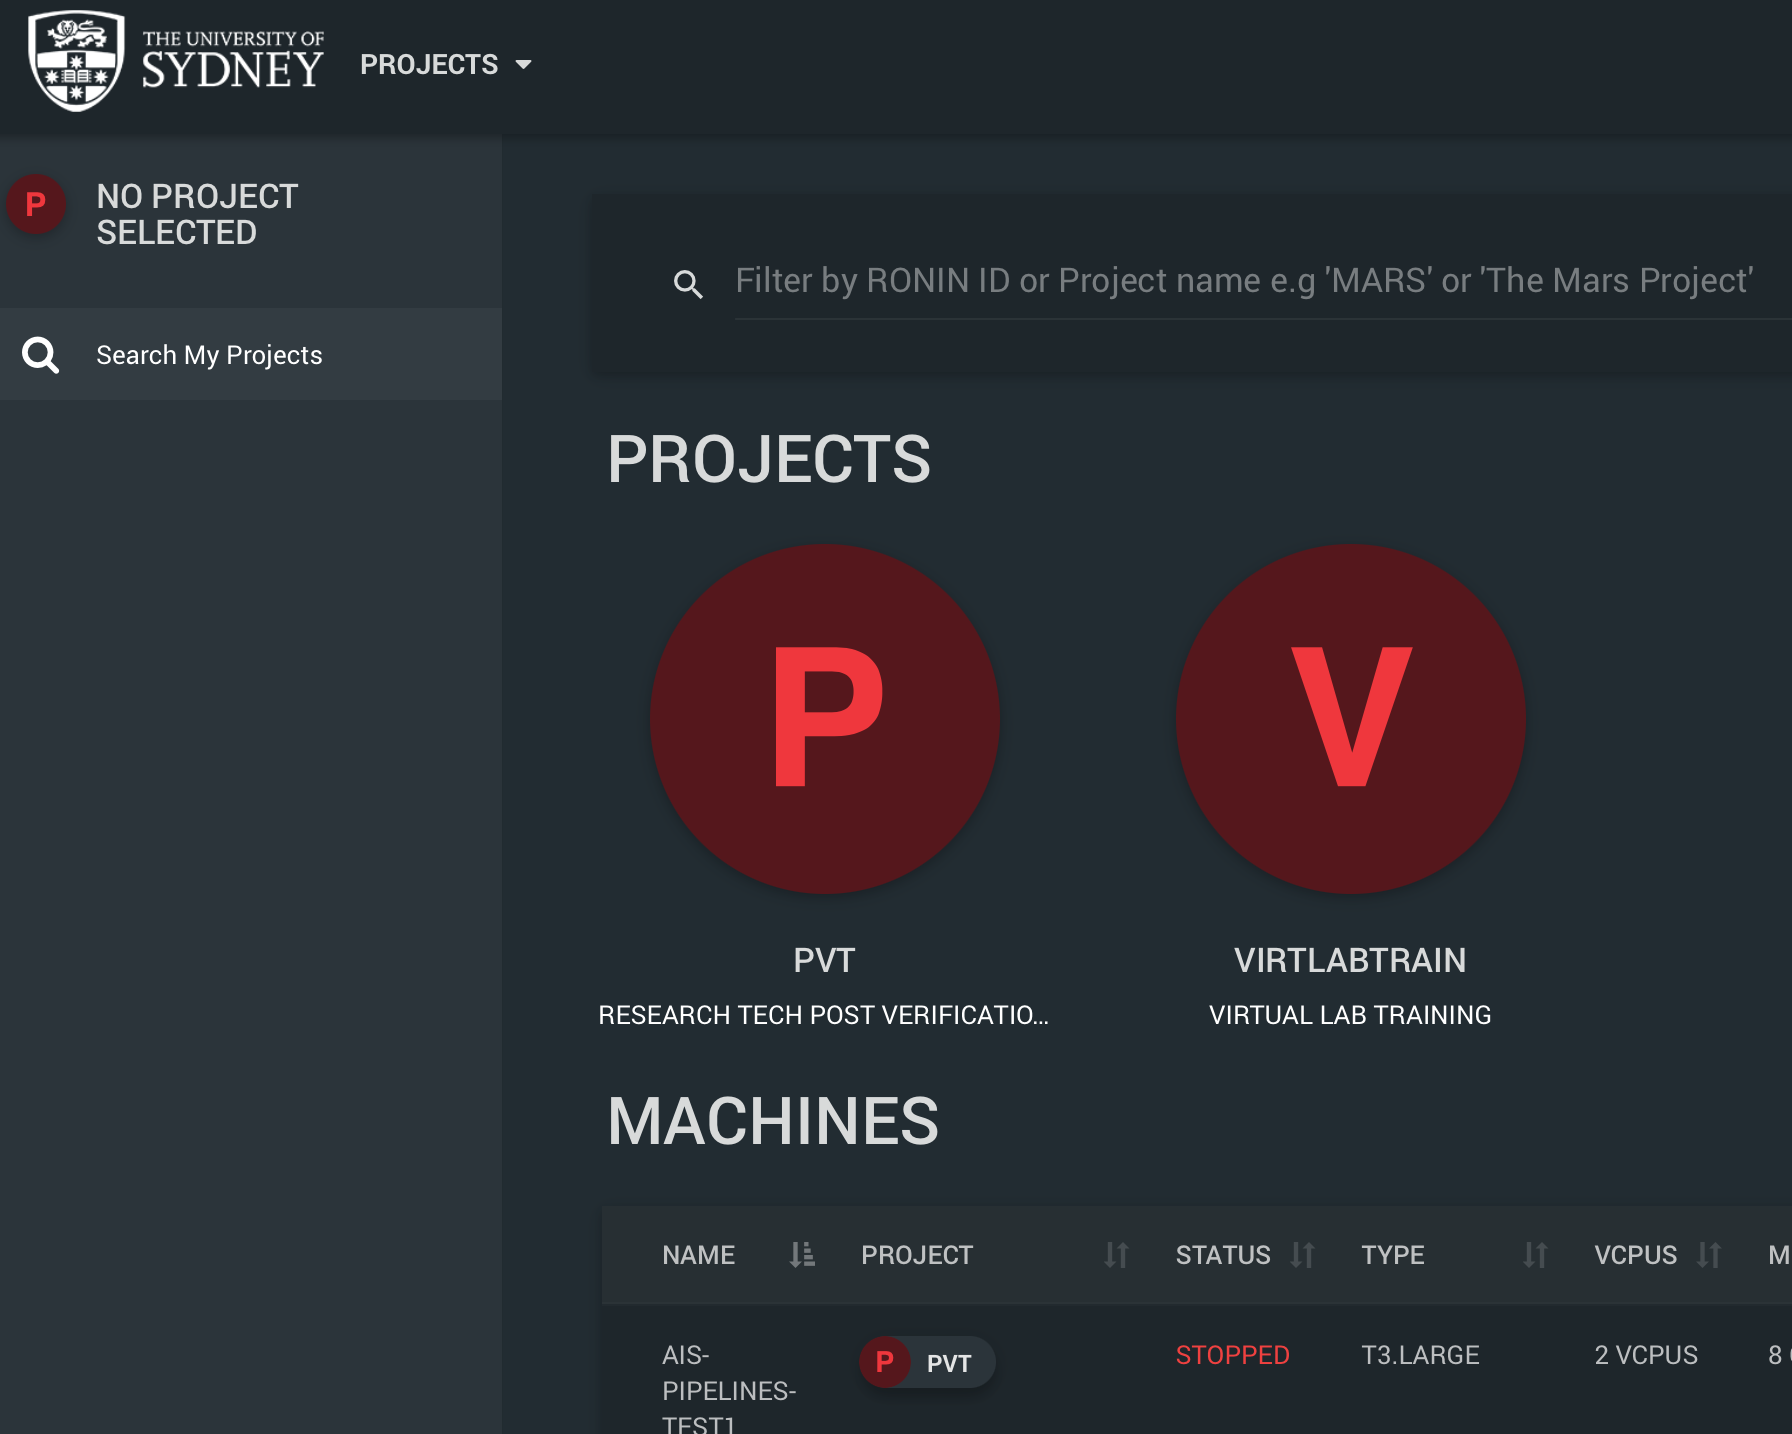 THE UNIVERSITY OF
SYDNEY
PROJECTS
P
NO PROJECT
SELECTED
Search My Projects
Filter by RONIN ID or Project name e.g 'MARS' or 'The Mars Project'
PROJECTS
P
V
PVT
VIRTLABTRAIN
RESEARCH TECH POST VERIFICATIO...
VIRTUAL LAB TRAINING
MACHINES
NAME PROJECT STATUS TYPE VCPUS M
AIS-
PIPELINES-
TEST1
P PVT
STOPPED
T3.LARGE
2 VCPUS
8